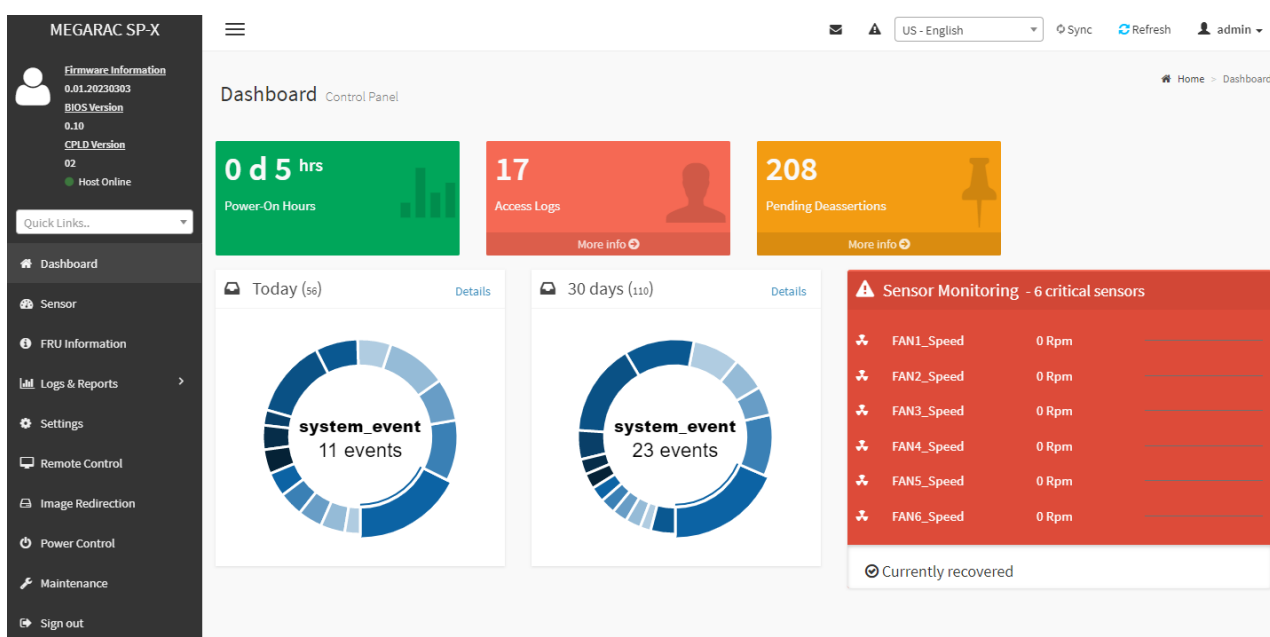 MEGARAC SP-X
Firmware Information
0.01.20230303
BIOS Version
0.10
CPLD Version
02
Host Online
Quick Links..
Dashboard
Sensor
FRU Information
Logs & Reports
Settings
Remote Control
Image Redirection
Power Control
Maintenance
Sign out
US - English
Sync
Refresh
admin
Dashboard Control Panel
Home > Dashboard
0 d 5 hrs
Power-On Hours
17
Access Logs
More info
208
Pending Deassertions
More info
Today (56) Details
system_event
11 events
30 days (110) Details
system_event
23 events
Sensor Monitoring - 6 critical sensors
FAN1_Speed 0 Rpm
FAN2_Speed 0 Rpm
FAN3_Speed 0 Rpm
FAN4_Speed 0 Rpm
FAN5_Speed 0 Rpm
FAN6_Speed 0 Rpm
Currently recovered